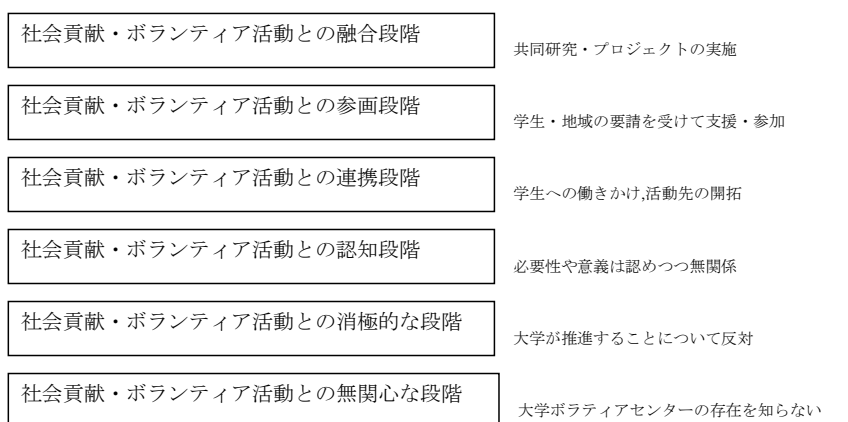 社会貢献・ボランティア活動との融合段階
共同研究・プロジェクトの実施
社会貢献・ボランティア活動との参画段階
学生・地域の要請を受けて支援・参加
社会貢献・ボランティア活動との連携段階
学生への働きかけ,活動先の開拓
社会貢献・ボランティア活動との認知段階
必要性や意義は認めつつ無関係
社会貢献・ボランティア活動との消極的な段階
大学が推進することについて反対
社会貢献・ボランティア活動との無関心な段階
大学ボラティアセンターの存在を知らない